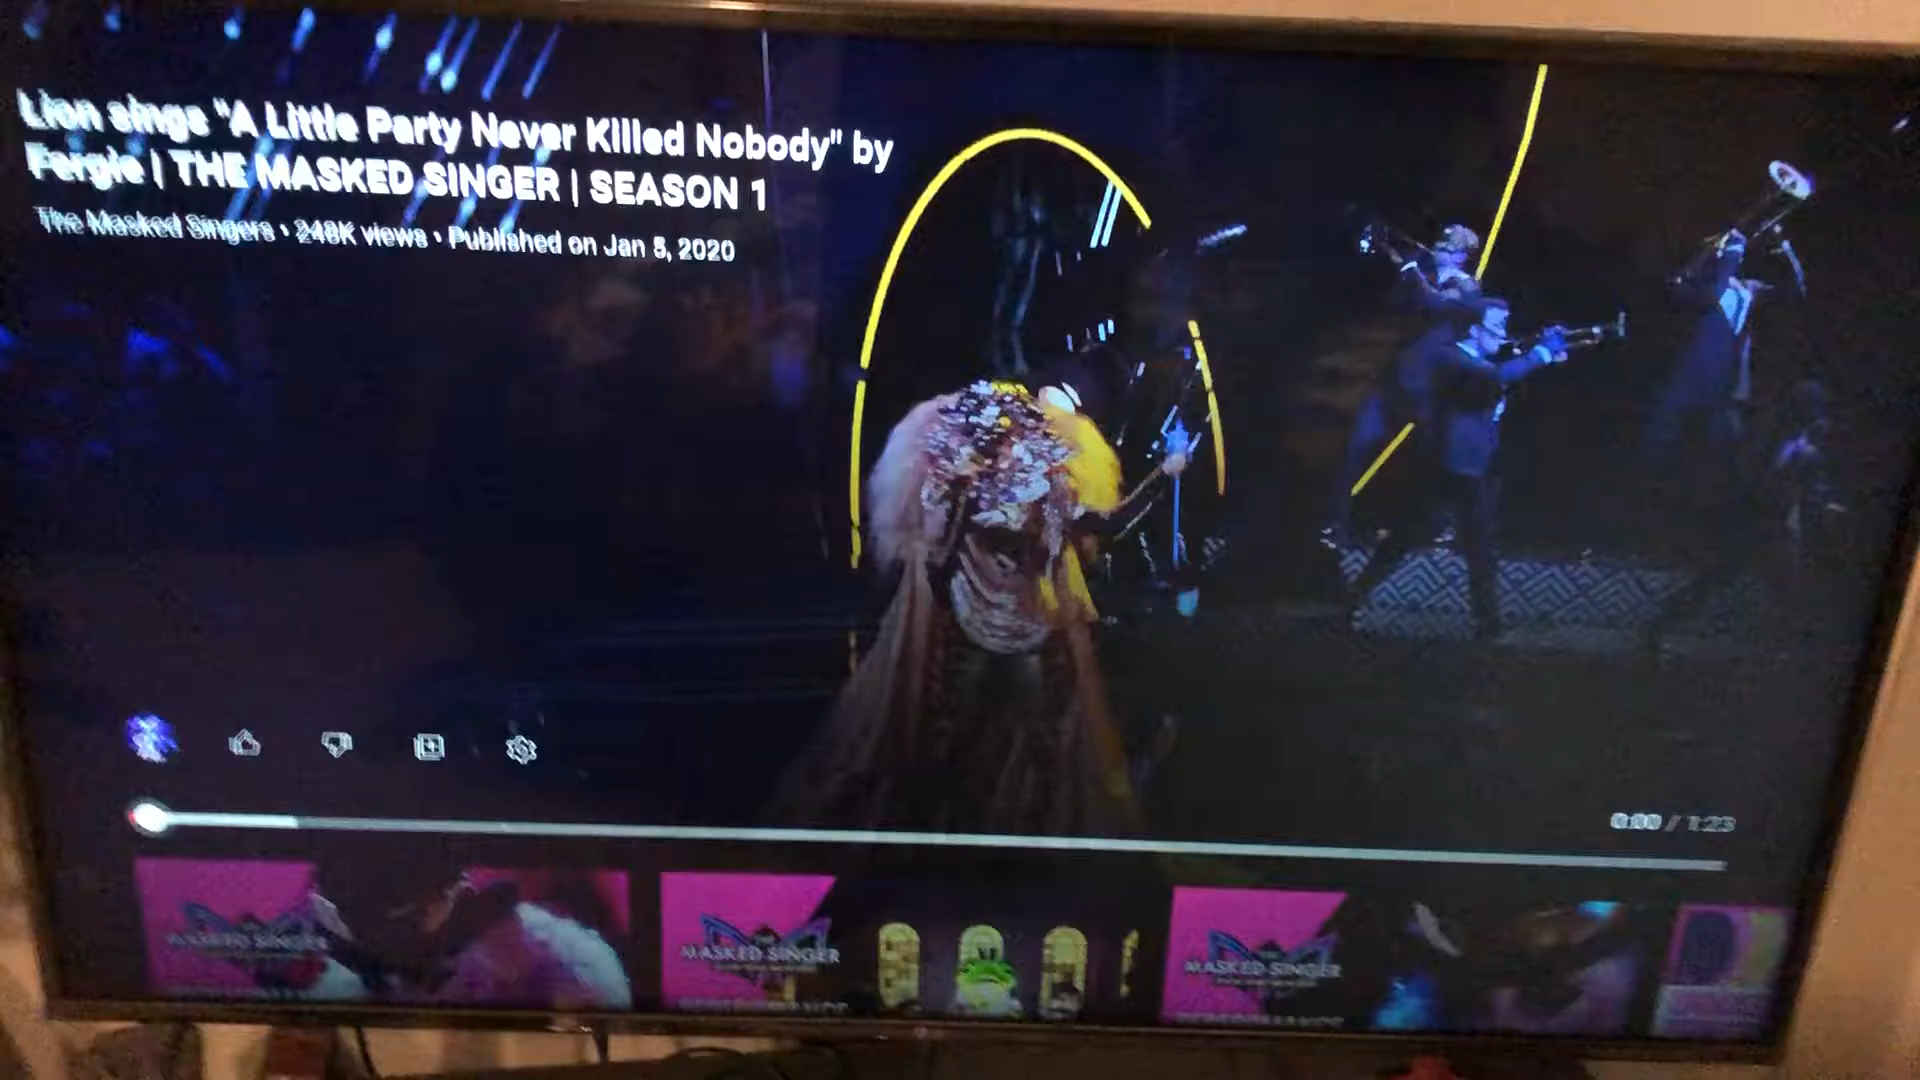 Lion sings "A Little Party Never Killed Nobody" by
Fergie | THE MASKED SINGER | SEASON 1
The Masked Singers • 248K views • Published on Jan 5, 2020
0:00 / 1:23
MASKED SINGER
THE
MASKED SINGER
THE
MASKED SINGER